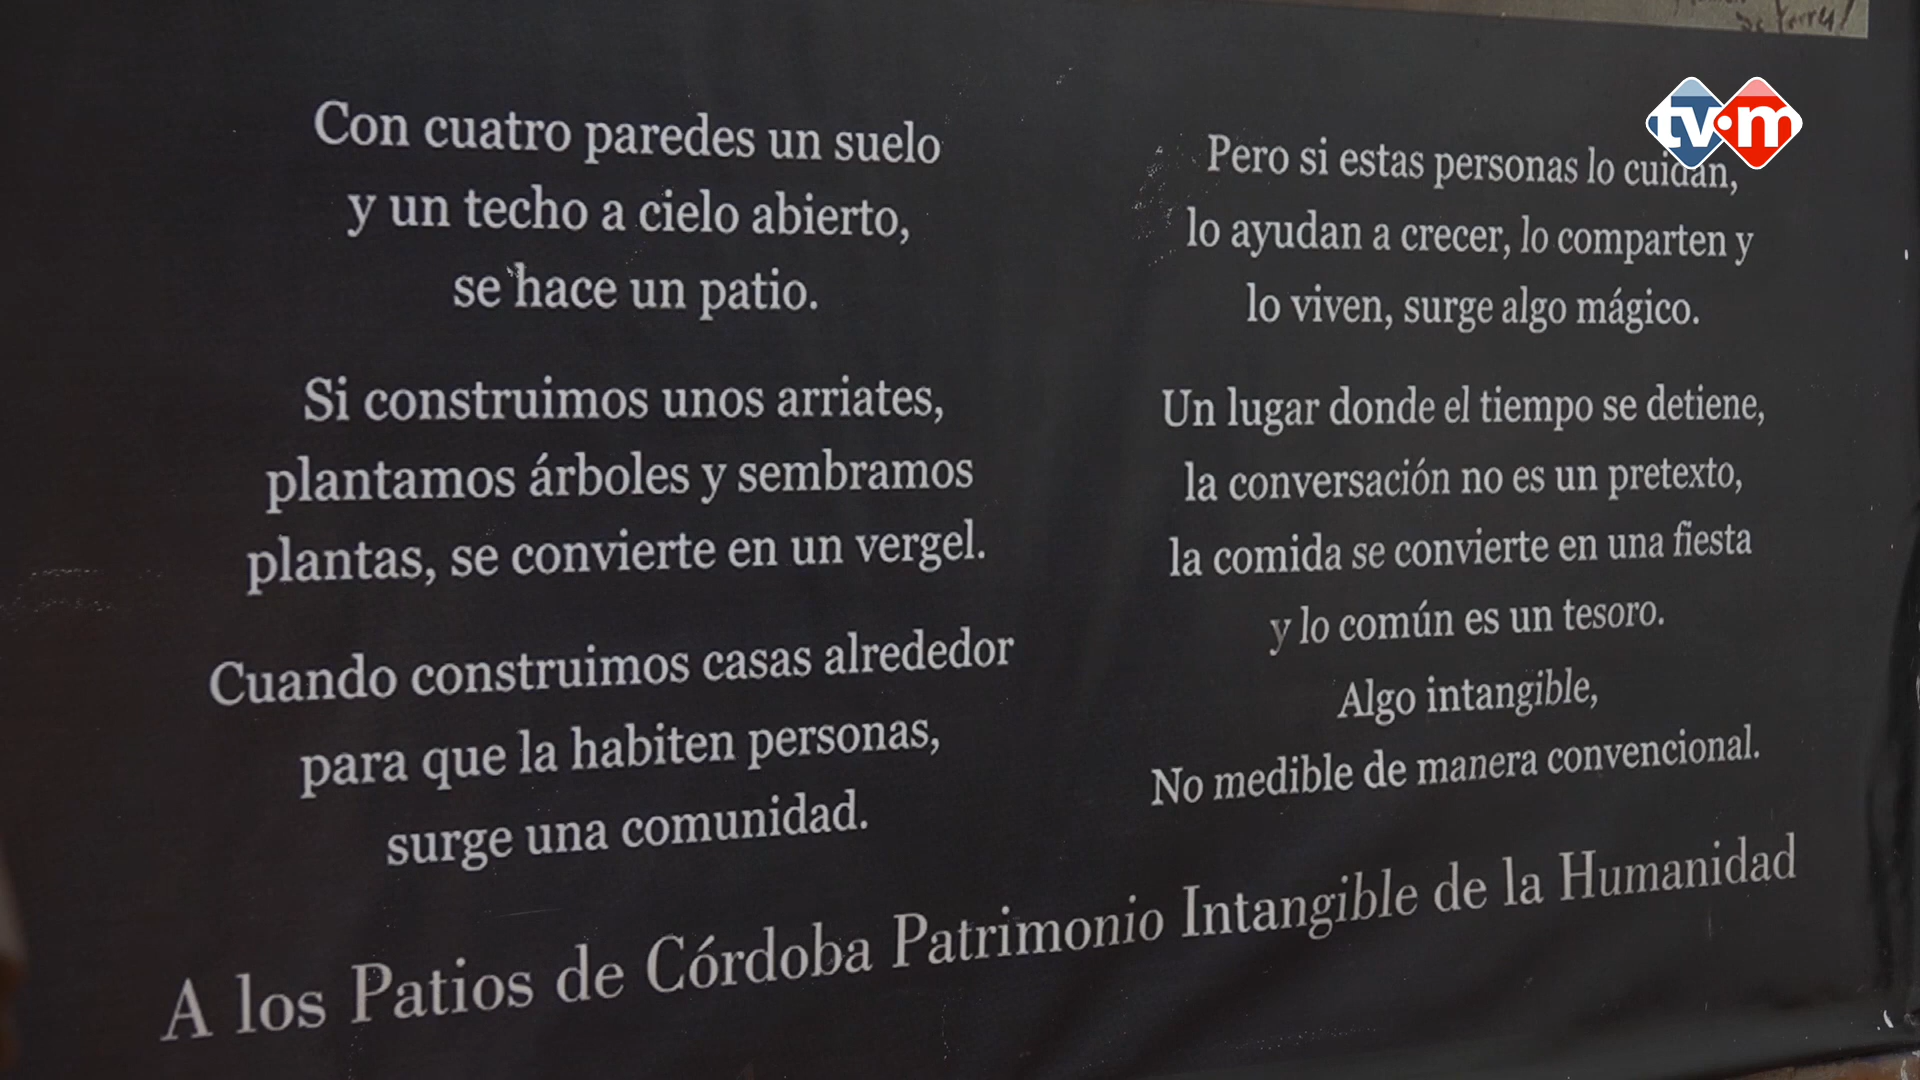 Con cuatro paredes un suelo
y un techo a cielo abierto,
se hace un patio.
Si construimos unos arriates,
plantamos árboles y sembramos
plantas, se convierte en un vergel.
Cuando construimos casas alrededor
para que la habiten personas,
surge una comunidad.
Pero si estas personas lo cuidan,
lo ayudan a crecer, lo comparten y
lo viven, surge algo mágico.
Un lugar donde el tiempo se detiene,
la conversación no es un pretexto,
la comida se convierte en una fiesta
y lo común es un tesoro.
Algo intangible,
No medible de manera convencional.
A los Patios de Córdoba Patrimonio Intangible de la Humanidad
tvm